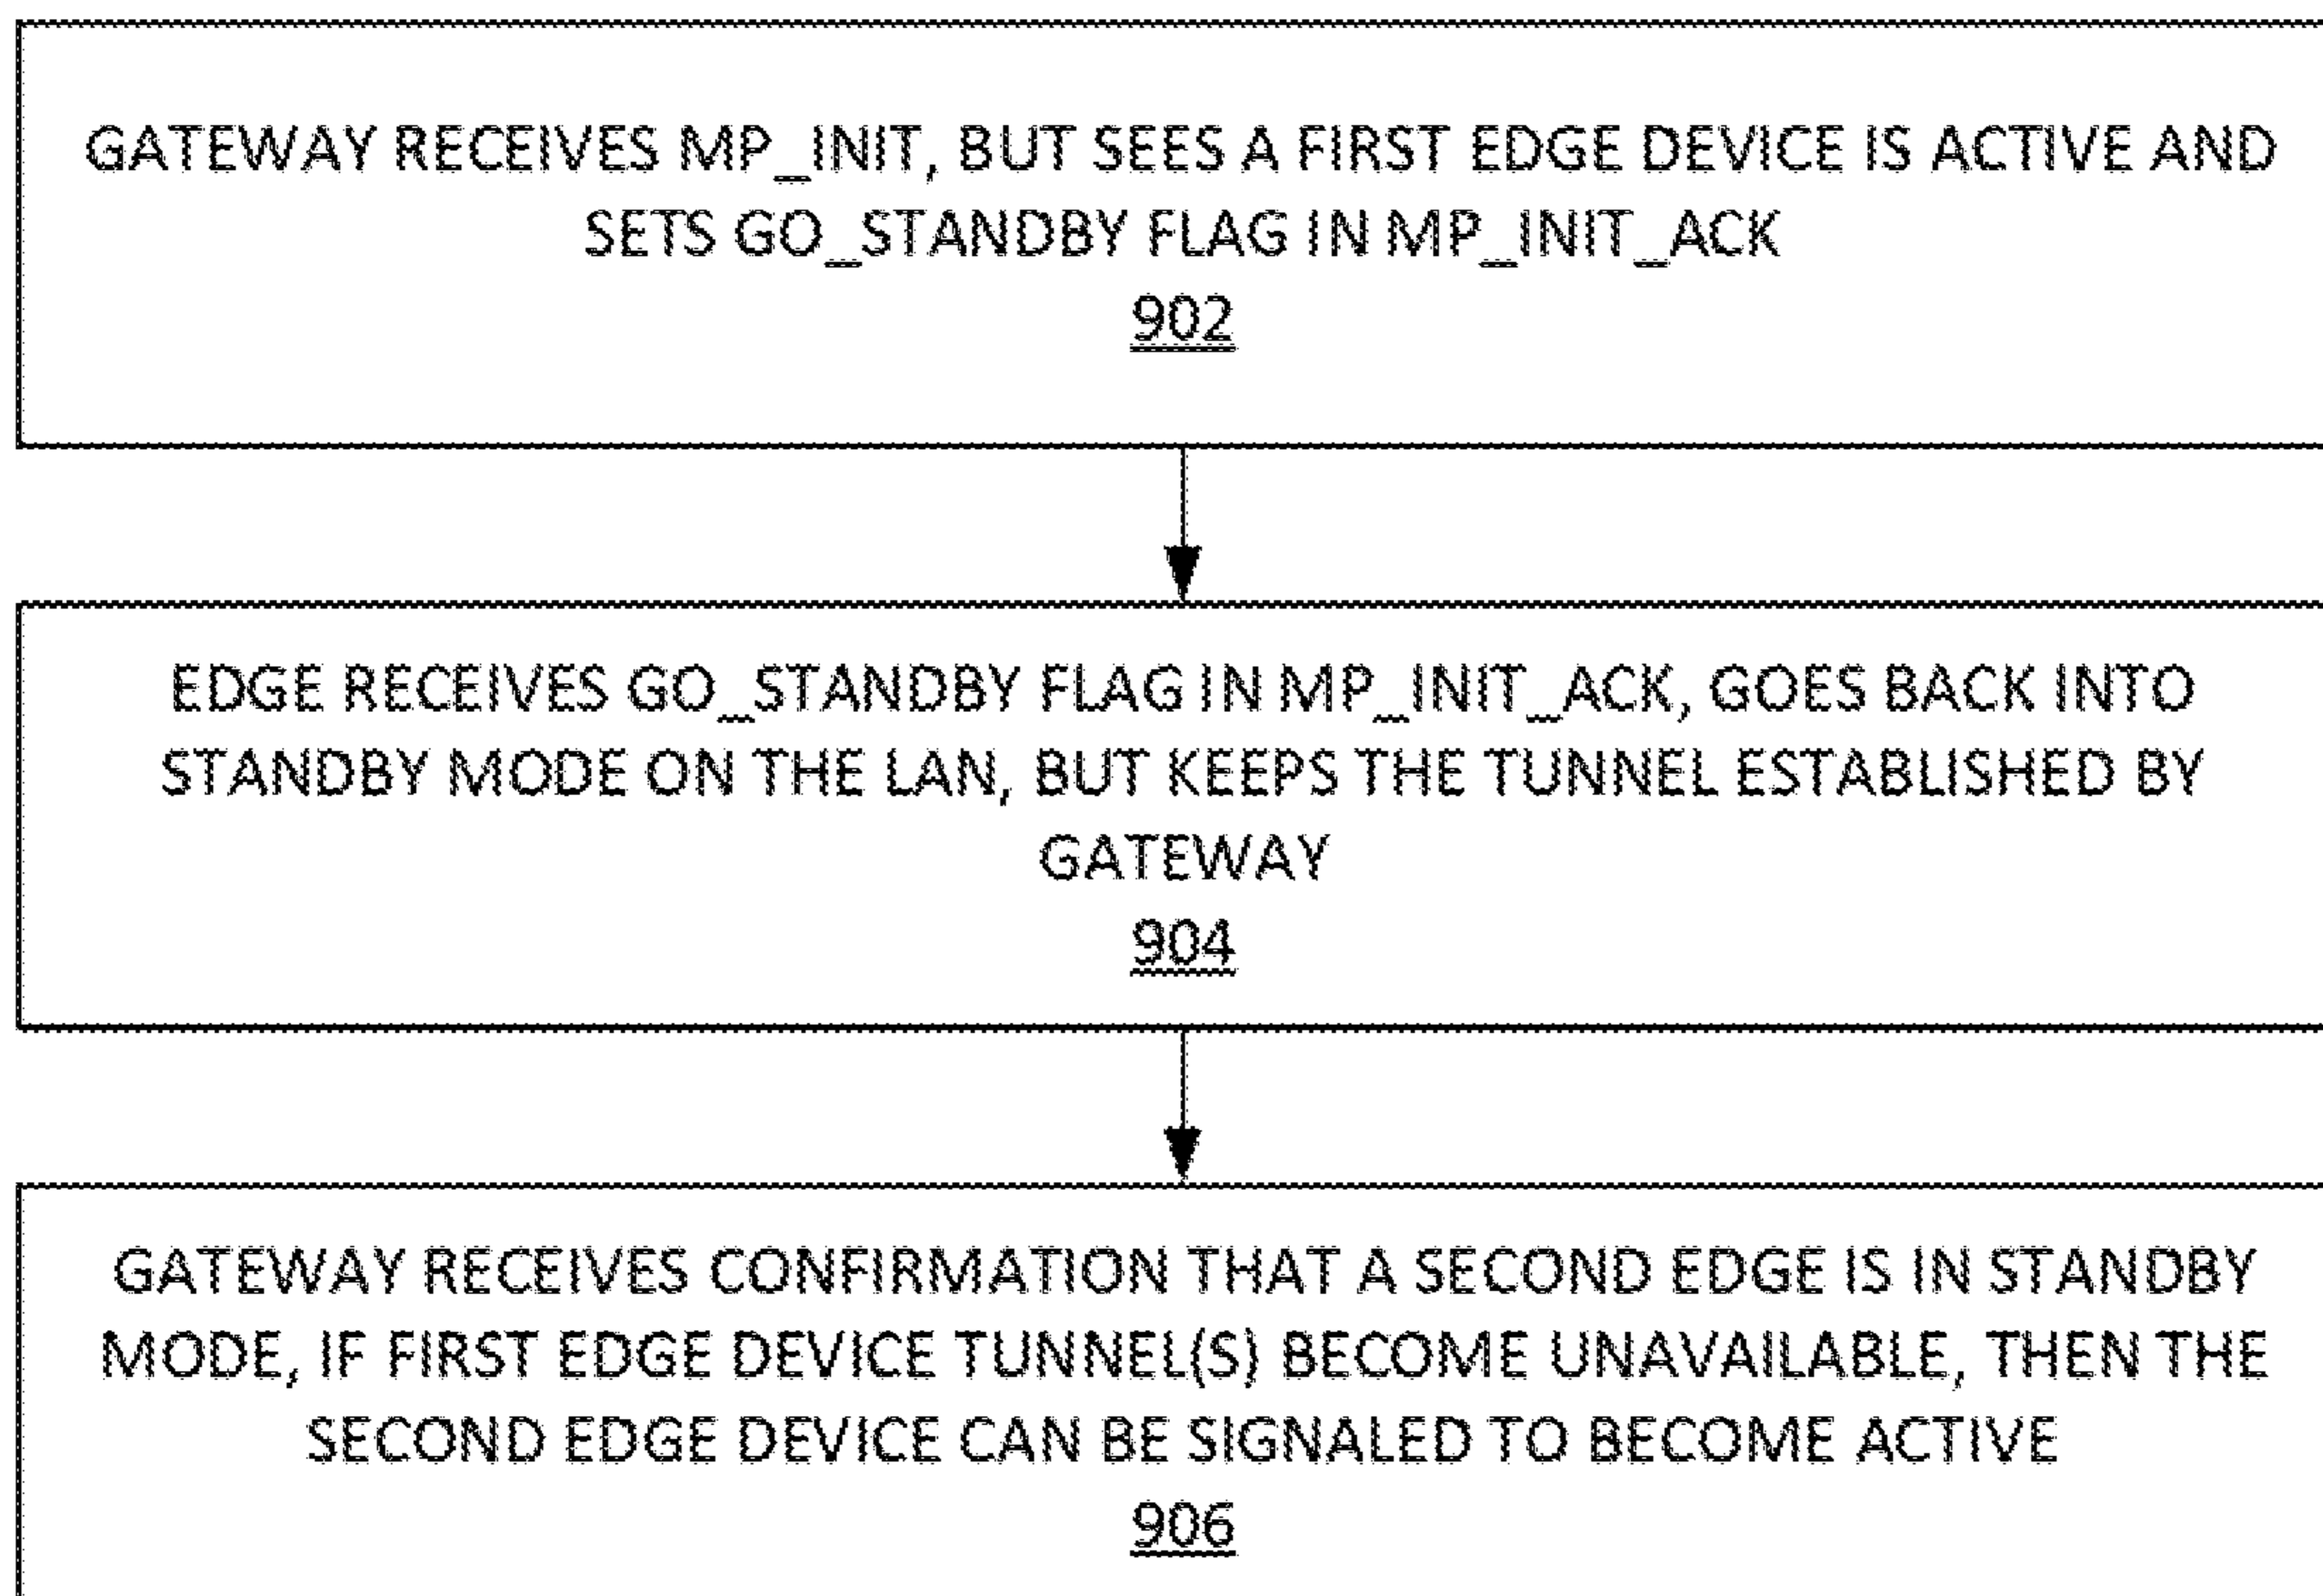 GATEWAY RECEIVES MP_INIT, BUT SEES A FIRST EDGE DEVICE IS ACTIVE AND
SETS GO_STANDBY FLAG IN MP_INIT_ACK
902
EDGE RECEIVES GO_STANDBY FLAG IN MP_INIT_ACK, GOES BACK INTO
STANDBY MODE ON THE LAN, BUT KEEPS THE TUNNEL ESTABLISHED BY
GATEWAY
904
GATEWAY RECEIVES CONFIRMATION THAT A SECOND EDGE IS IN STANDBY
MODE, IF FIRST EDGE DEVICE TUNNEL(S) BECOME UNAVAILABLE, THEN THE
SECOND EDGE DEVICE CAN BE SIGNALED TO BECOME ACTIVE
906